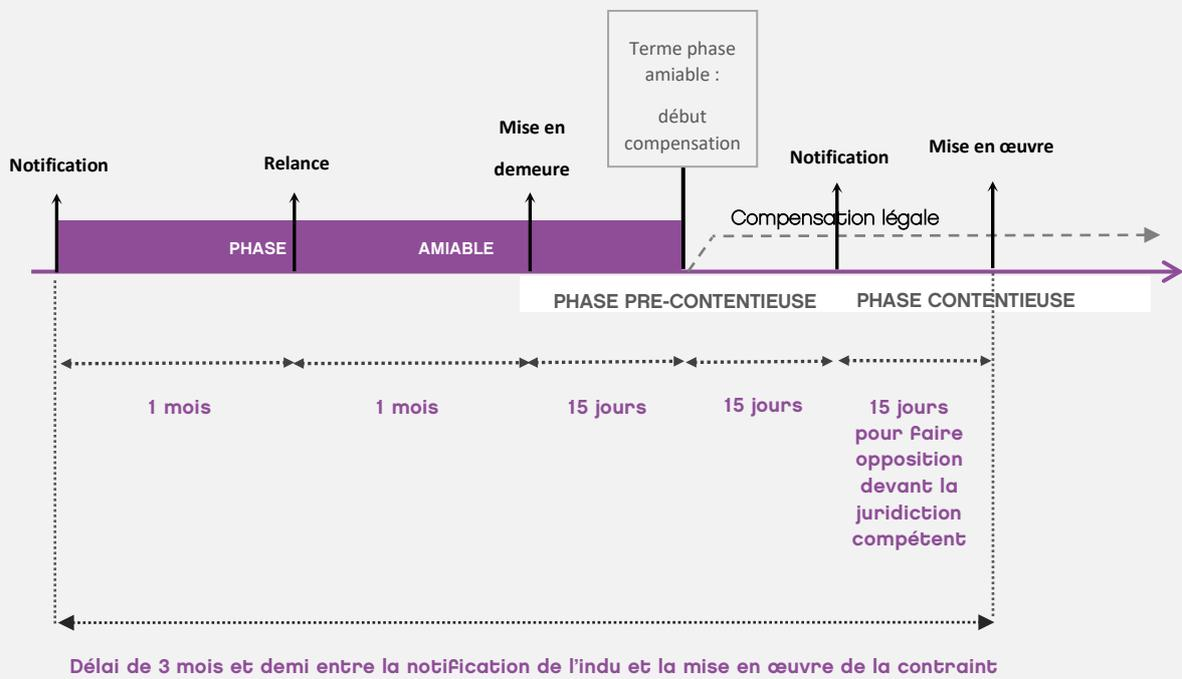 Terme phase
amiable :
début
compensation
Mise en
demeure
Notification
Relance
Notification
Mise en œuvre
Compensation légale
PHASE
AMIABLE
PHASE PRE-CONTENTIEUSE
PHASE CONTENTIEUSE
1 mois
1 mois
15 jours
15 jours
15 jours
pour faire
opposition
devant la
juridiction
compétent
Délai de 3 mois et demi entre la notification de l'indu et la mise en œuvre de la contraint